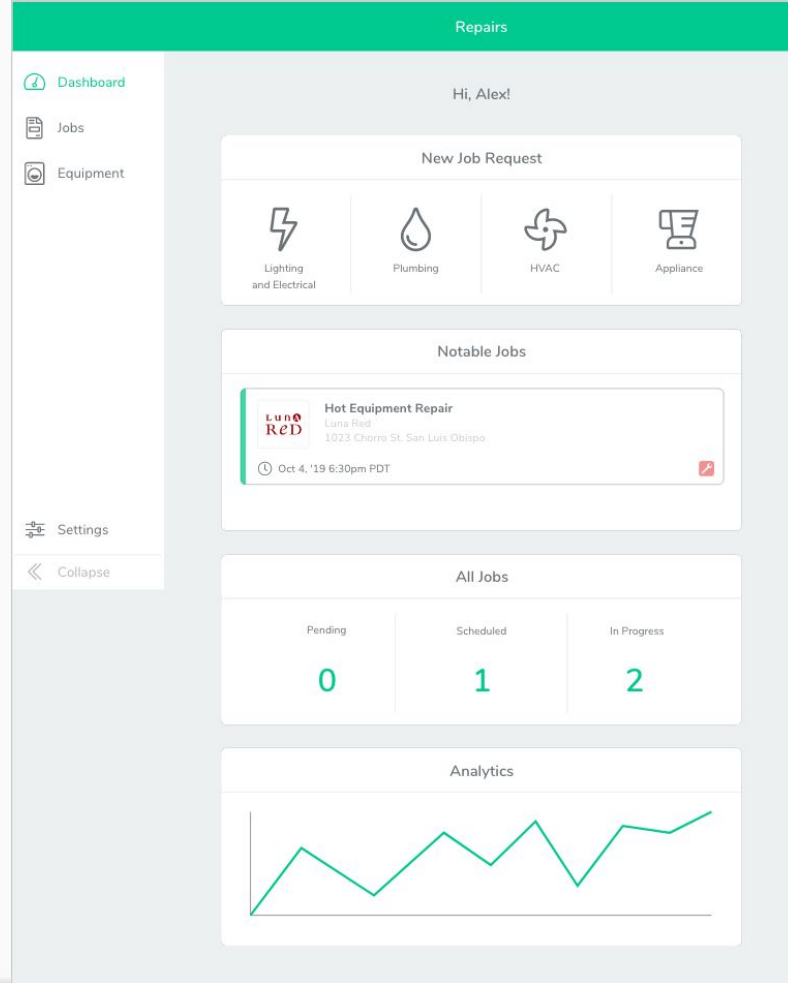 Repairs
Dashboard
Jobs
Equipment
Settings
Collapse
Hi, Alex!
New Job Request
Lighting
and Electrical
Plumbing
HVAC
Appliance
Notable Jobs
LunA
ReD
Hot Equipment Repair
Luna Red
1023 Chorro St. San Luis Obispo
Oct 4, '19 6:30pm PDT
All Jobs
Pending
Scheduled
In Progress
0
1
2
Analytics